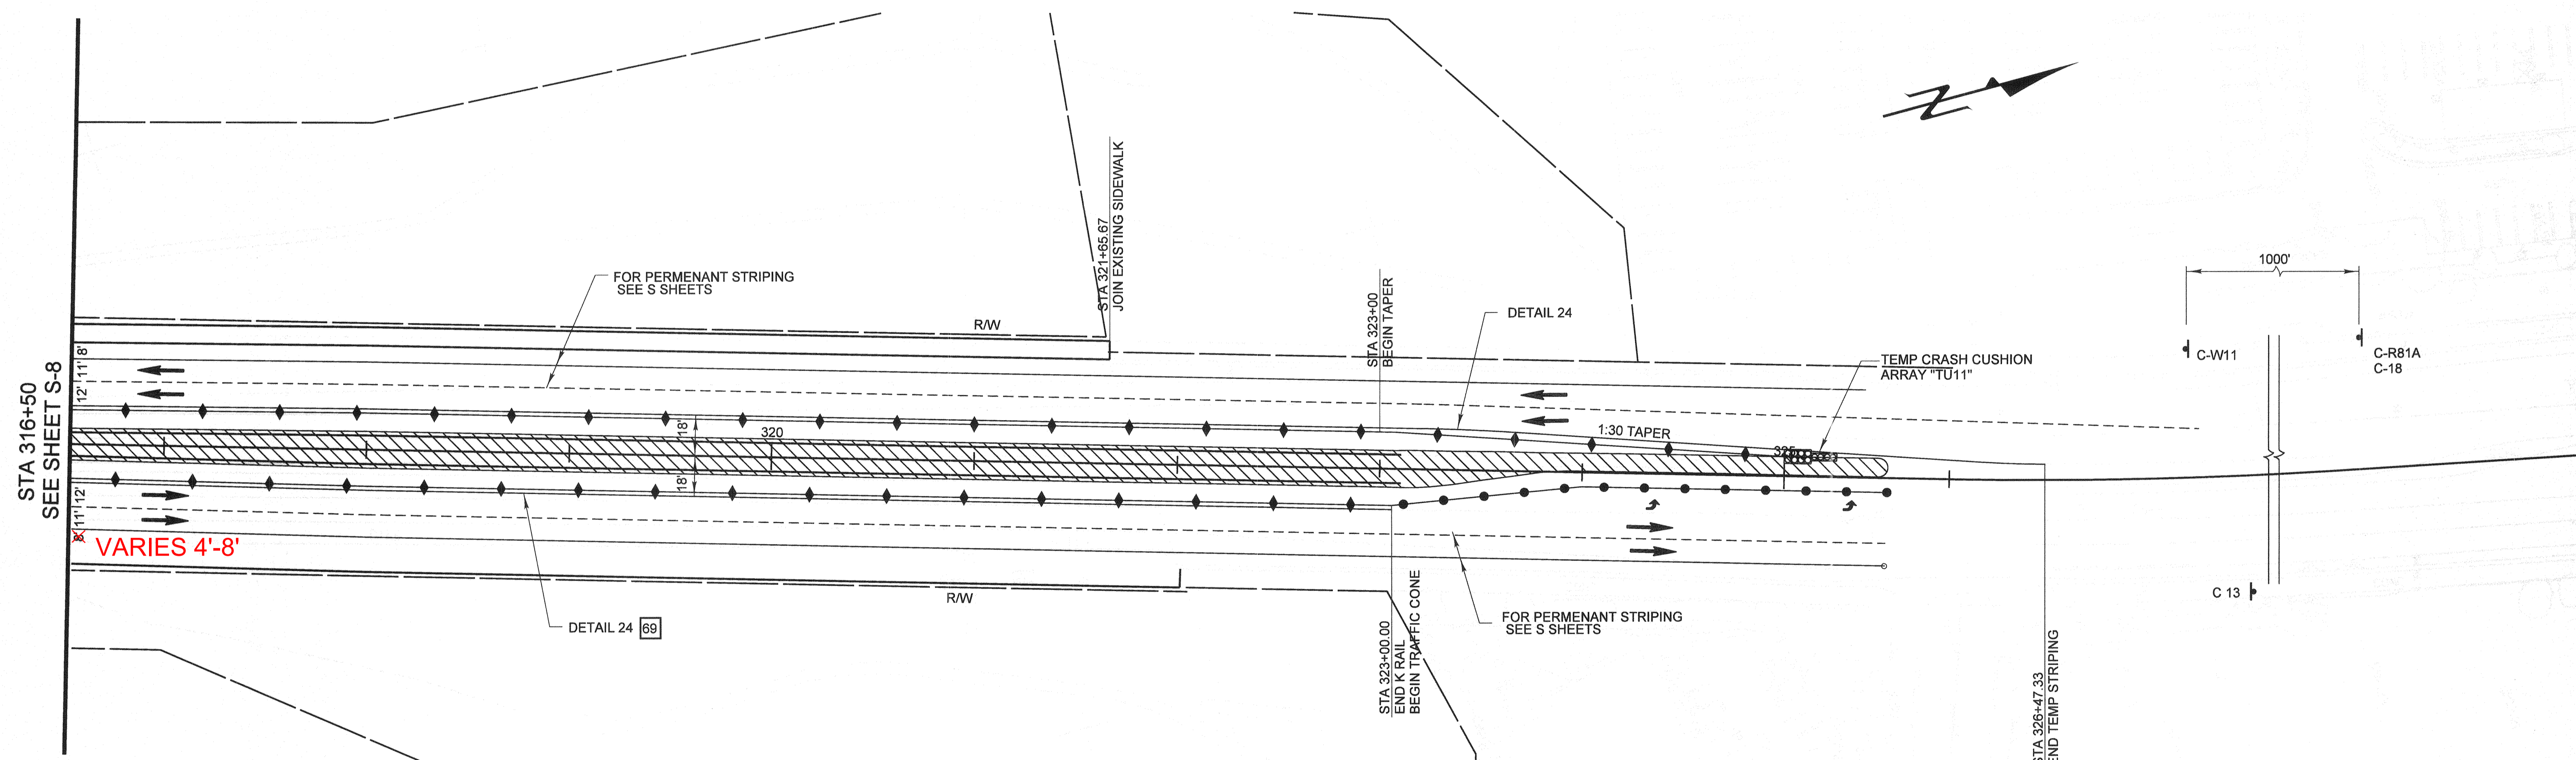 STA 316+50
SEE SHEET S-8
8'
11'
12'
12'
11'
8'
VARIES 4'-8'
FOR PERMENANT STRIPING
SEE S SHEETS
R/W
STA 321+65.67
JOIN EXISTING SIDEWALK
18'
18'
320
DETAIL 24 69
R/W
STA 323+00
BEGIN TAPER
DETAIL 24
1:30 TAPER
325
TEMP CRASH CUSHION
ARRAY "TU11"
STA 323+00.00
END K RAIL
BEGIN TRAFFIC CONE
FOR PERMENANT STRIPING
SEE S SHEETS
STA 326+47.33
END TEMP STRIPING
N
1000'
C-W11
C-R81A
C-18
C 13